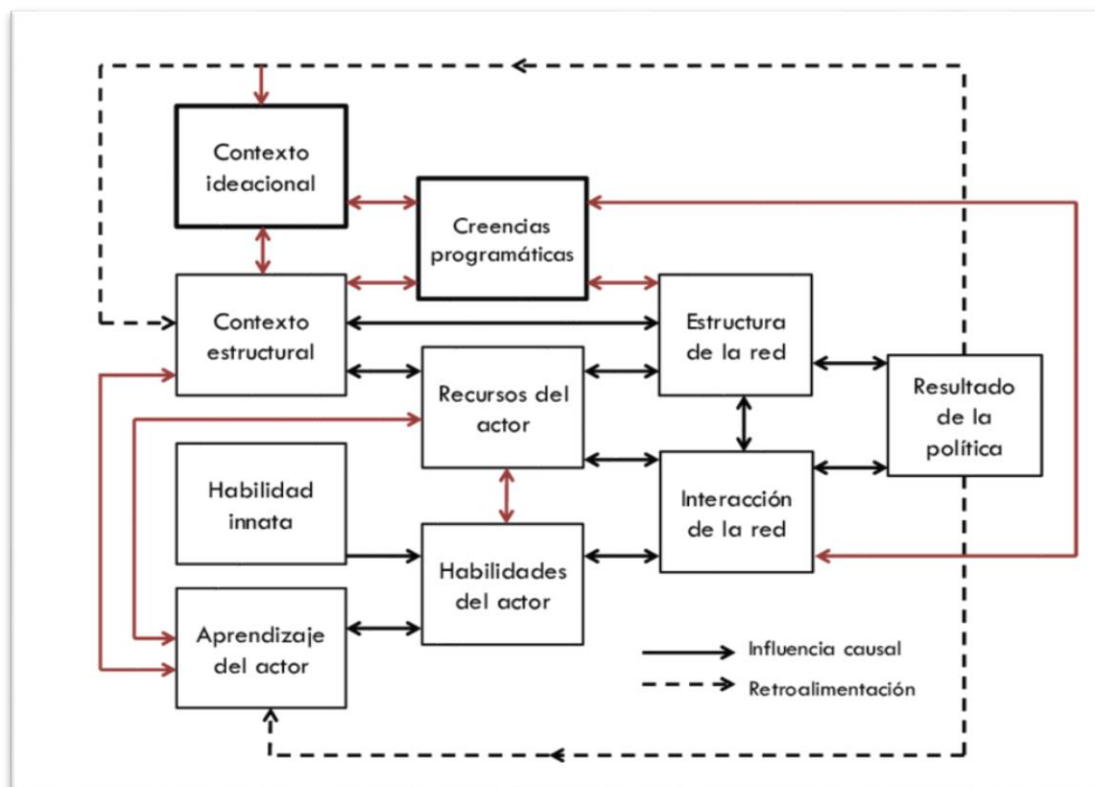 Contexto
ideacional
Creencias
programáticas
Contexto
estructural
Estructura
de la red
Recursos del
actor
Resultado
de la
política
Habilidad
innata
Interacción
de la red
Habilidades
del actor
Aprendizaje
del actor
Influencia causal
Retroalimentación